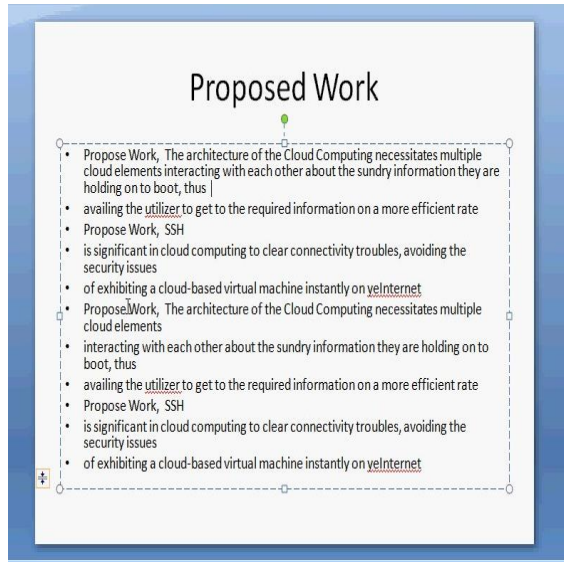 Proposed Work
• Propose Work, The architecture of the Cloud Computing necessitates multiple
cloud elements interacting with each other about the sundry information they are
holding on to boot, thus
• availing the utilizer to get to the required information on a more efficient rate
• Propose Work, SSH
• is significant in cloud computing to clear connectivity troubles, avoiding the
security issues
• of exhibiting a cloud-based virtual machine instantly on yeInternet
• Propose Work, The architecture of the Cloud Computing necessitates multiple
cloud elements
• interacting with each other about the sundry information they are holding on to
boot, thus
• availing the utilizer to get to the required information on a more efficient rate
• Propose Work, SSH
• is significant in cloud computing to clear connectivity troubles, avoiding the
security issues
• of exhibiting a cloud-based virtual machine instantly on yeInternet